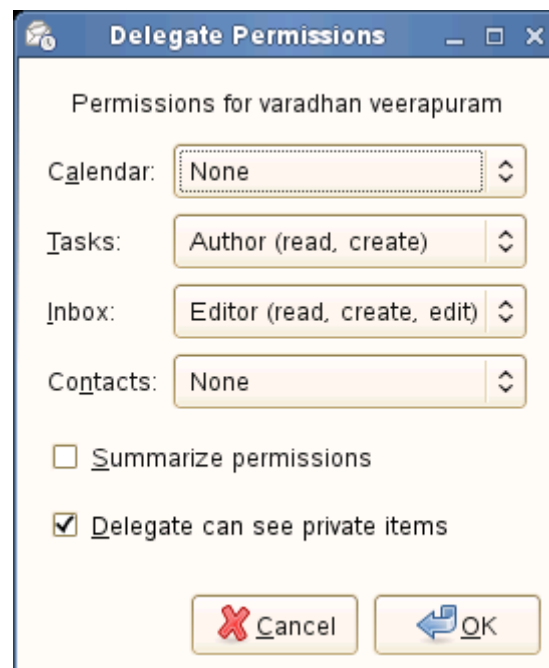 Delegate Permissions
Permissions for varadhan veerapuram
Calendar: None
Tasks: Author (read, create)
Inbox: Editor (read, create, edit)
Contacts: None
Summarize permissions
Delegate can see private items
Cancel OK